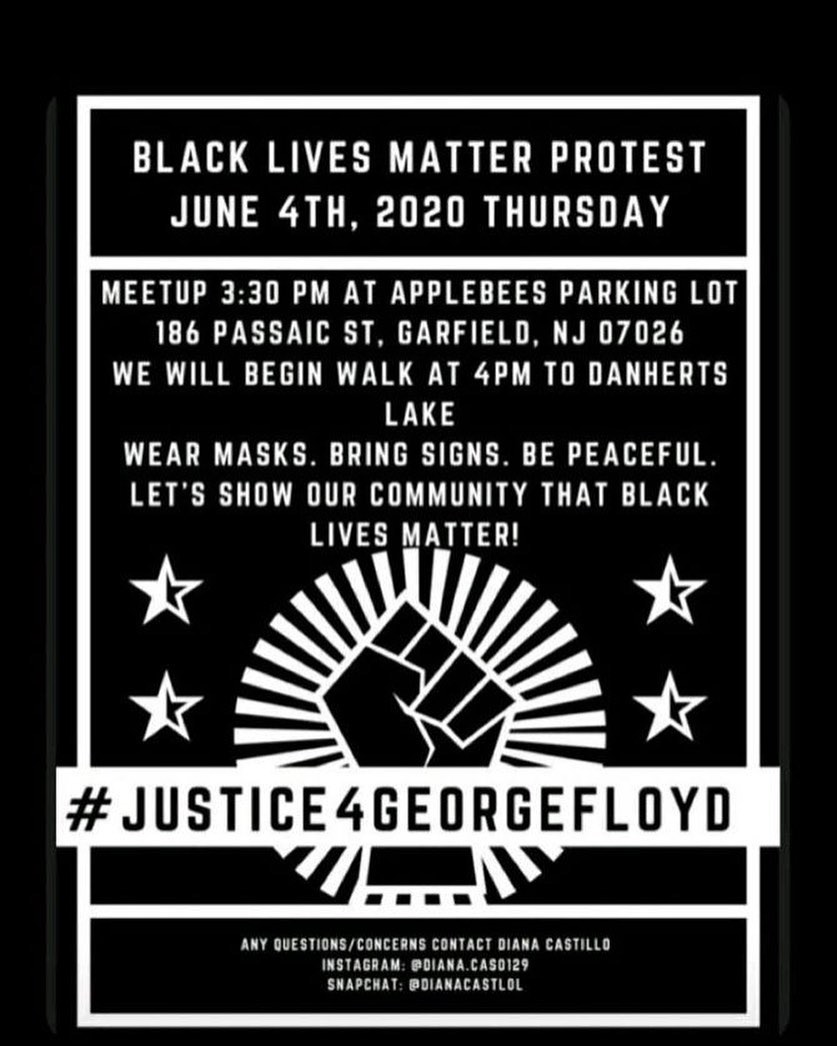 BLACK LIVES MATTER PROTEST
JUNE 4TH, 2020 THURSDAY
MEETUP 3:30 PM AT APPLEBEES PARKING LOT
186 PASSAIC ST, GARFIELD, NJ 07026
WE WILL BEGIN WALK AT 4PM TO DANHERTS
LAKE
WEAR MASKS. BRING SIGNS. BE PEACEFUL.
LET'S SHOW OUR COMMUNITY THAT BLACK
LIVES MATTER!
#JUSTICE4GEORGEFLOYD
ANY QUESTIONS/CONCERNS CONTACT DIANA CASTILLO
INSTAGRAM: @DIANA.CASO129
SNAPCHAT: @DIANACASTLOL